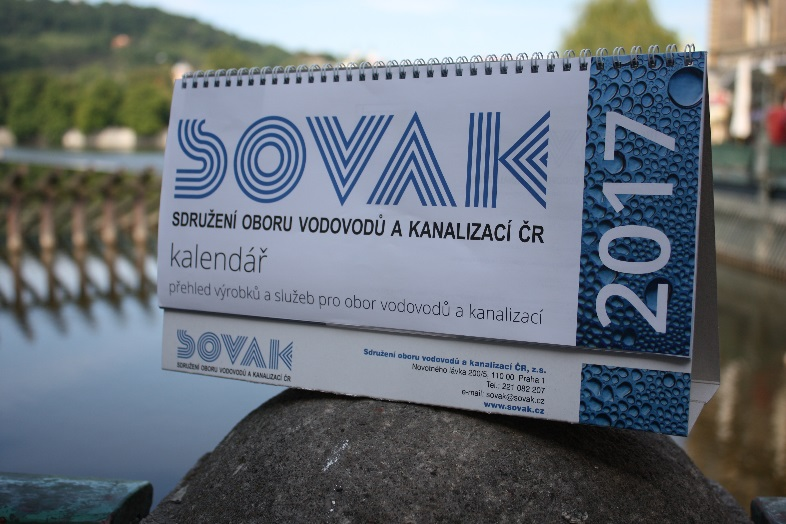 SOVAK
SDRUŽENÍ OBORU VODOVODŮ A KANALIZACÍ ČR
kalendář
přehled výrobků a služeb pro obor vodovodů a kanalizací
2017
SOVAK
SDRUŽENÍ OBORU VODOVODŮ A KANALIZACÍ ČR
Sdružení oboru vodovodů a kanalizací ČR, z.s.
Novotného lávka 200/5, 110 00 Praha 1
Tel.: 221 082 207
e-mail: sovak@sovak.cz
www.sovak.cz